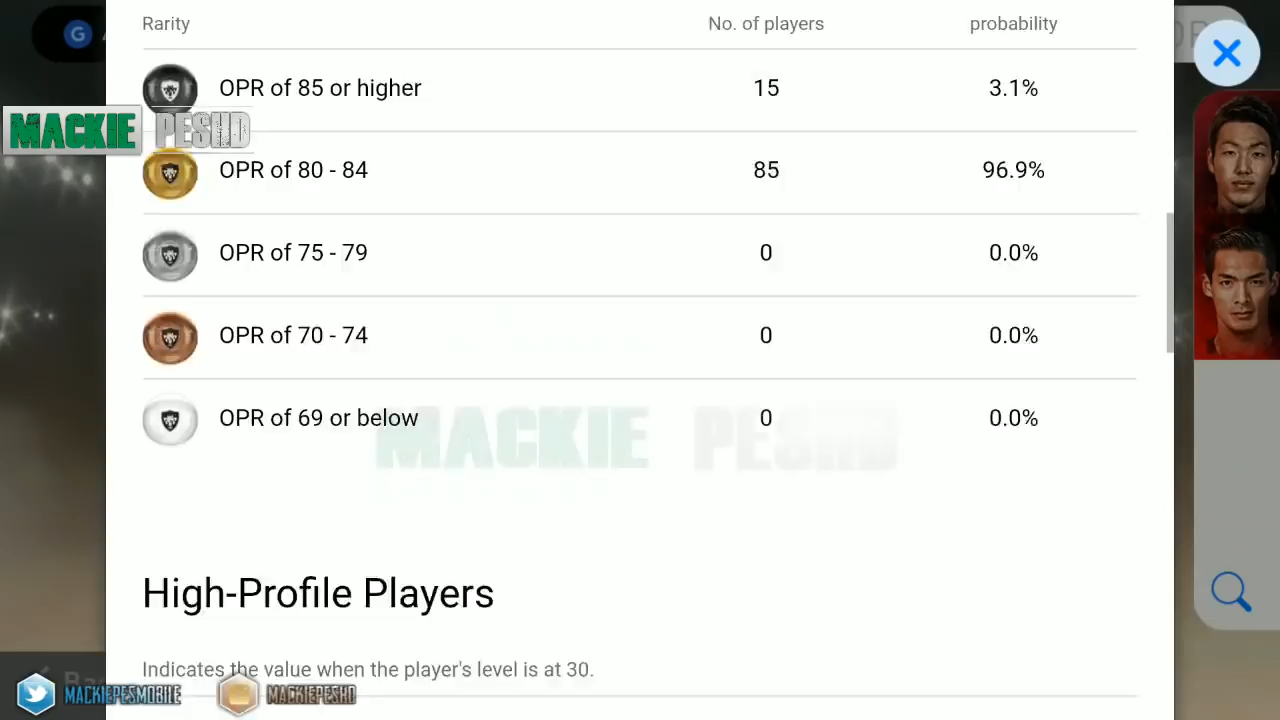 Rarity No. of players probability
OPR of 85 or higher 15 3.1%
MACKIE PESHD
OPR of 80 - 84 85 96.9%
OPR of 75 - 79 0 0.0%
OPR of 70 - 74 0 0.0%
OPR of 69 or below 0 0.0%
MACKIE PESHD
High-Profile Players
Indicates the value when the player's level is at 30.
MACKIEPESMOBILE MACKIEPESHD